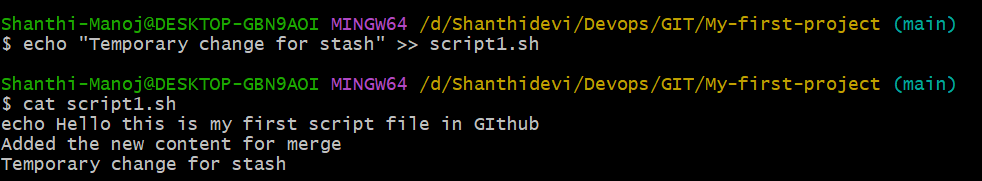 Shanthi-Manoj@DESKTOP-GBN9AOI MINGW64 /d/Shanthidevi/Devops/GIT/My-first-project (main)
$ echo "Temporary change for stash" >> script1.sh
Shanthi-Manoj@DESKTOP-GBN9AOI MINGW64 /d/Shanthidevi/Devops/GIT/My-first-project (main)
$ cat script1.sh
echo Hello this is my first script file in GIthub
Added the new content for merge
Temporary change for stash